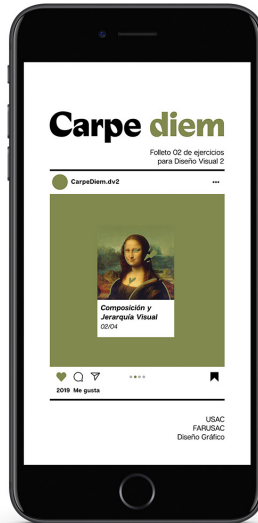 Carpe diem
Folleto 02 de ejercicios
para Diseño Visual 2
CarpeDiem.dv2
Composición y
Jerarquía Visual
02/04
2019 Me gusta
USAC
FARUSAC
Diseño Gráfico